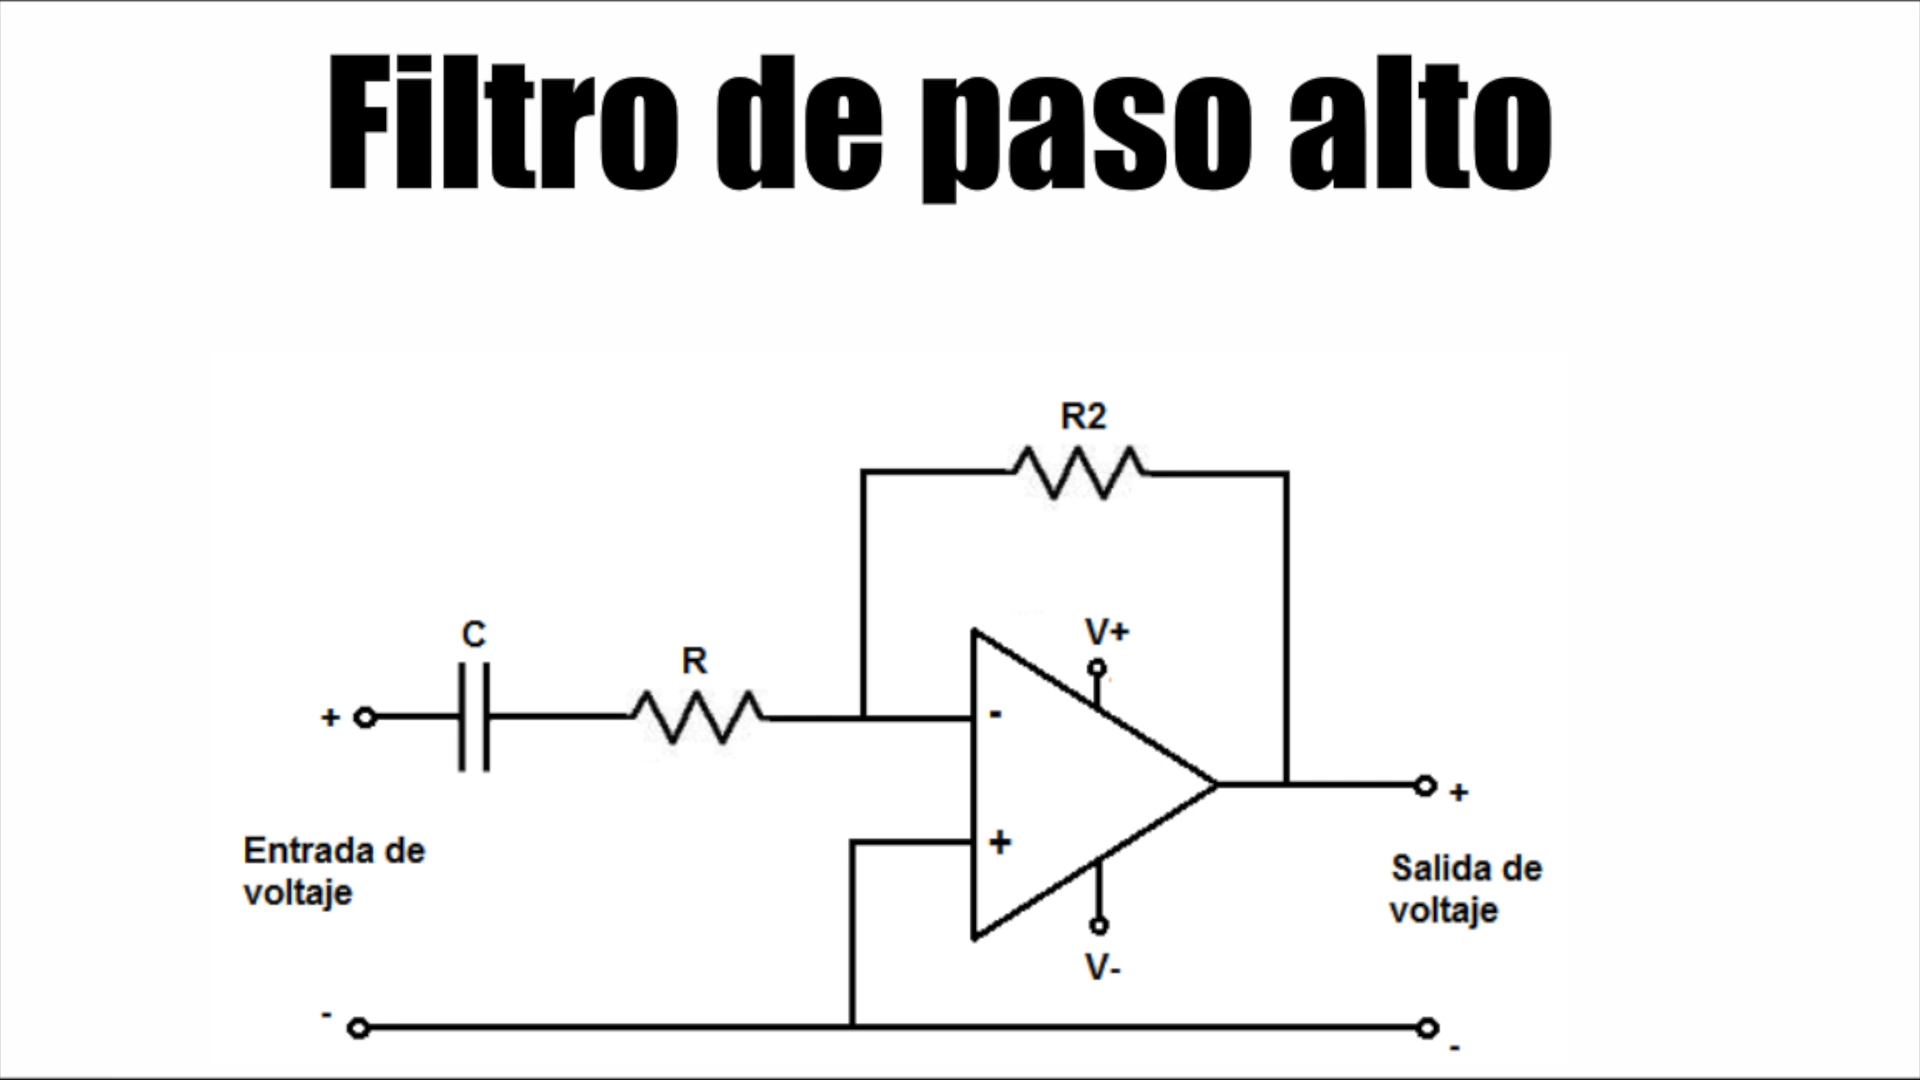 Filtro de paso alto
R2
V+
C
R
+
-
+
+
Entrada de
voltaje
Salida de
voltaje
V-
-
-